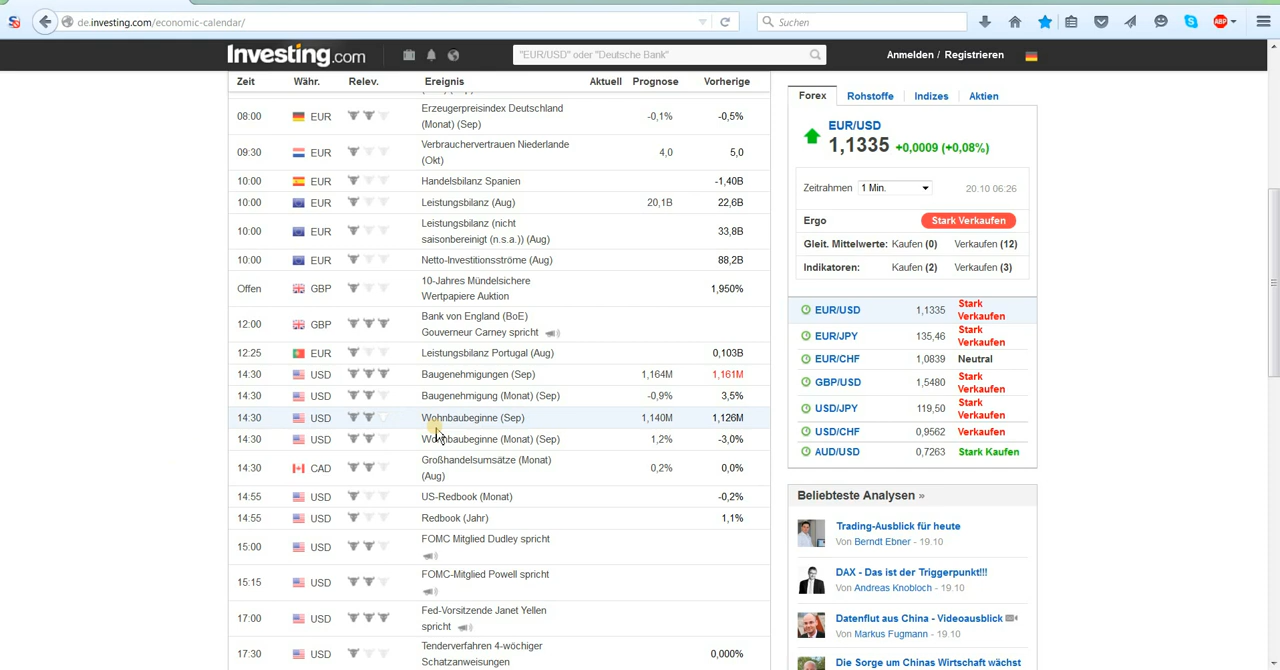 de.investing.com/economic-calendar/
Suchen
ABP
Investing.com
"EUR/USD" oder "Deutsche Bank"
Anmelden / Registrieren
Zeit Währ. Relev. Ereignis Aktuell Prognose Vorherige
08:00 EUR Erzeugerpreisindex Deutschland
(Monat) (Sep) -0,1% -0,5%
09:30 EUR Verbrauchervertrauen Niederlande
(Okt) 4,0 5,0
10:00 EUR Handelsbilanz Spanien -1,40B
10:00 EUR Leistungsbilanz (Aug) 20,1B 22,6B
10:00 EUR Leistungsbilanz (nicht
saisonbereinigt (n.s.a.)) (Aug) 33,8B
10:00 EUR Netto-Investitionsströme (Aug) 88,2B
Offen GBP 10-Jahres Mündelsichere
Wertpapiere Auktion 1,950%
12:00 GBP Bank von England (BoE)
Gouverneur Carney spricht
12:25 EUR Leistungsbilanz Portugal (Aug) 0,103B
14:30 USD Baugenehmigungen (Sep) 1,164M 1,161M
14:30 USD Baugenehmigung (Monat) (Sep) -0,9% 3,5%
14:30 USD Wohnbaubeginne (Sep) 1,140M 1,126M
14:30 USD Wohnbaubeginne (Monat) (Sep) 1,2% -3,0%
14:30 CAD Großhandelsumsätze (Monat)
(Aug) 0,2% 0,0%
14:55 USD US-Redbook (Monat) -0,2%
14:55 USD Redbook (Jahr) 1,1%
15:00 USD FOMC Mitglied Dudley spricht
15:15 USD FOMC-Mitglied Powell spricht
17:00 USD Fed-Vorsitzende Janet Yellen
spricht
17:30 USD Tenderverfahren 4-wöchiger
Schatzanweisungen 0,000%
Forex Rohstoffe Indizes Aktien
EUR/USD
1,1335 +0,0009 (+0,08%)
Zeitrahmen 1 Min. 20.10 06:26
Ergo Stark Verkaufen
Gleit. Mittelwerte: Kaufen (0) Verkaufen (12)
Indikatoren: Kaufen (2) Verkaufen (3)
EUR/USD 1,1335 Stark
Verkaufen
EUR/JPY 135,46 Stark
Verkaufen
EUR/CHF 1,0839 Neutral
GBP/USD 1,5480 Stark
Verkaufen
USD/JPY 119,50 Stark
Verkaufen
USD/CHF 0,9562 Verkaufen
AUD/USD 0,7263 Stark Kaufen
Beliebteste Analysen »
Trading-Ausblick für heute
Von Berndt Ebner - 19.10
DAX - Das ist der Triggerpunkt!!!
Von Andreas Knobloch - 19.10
Datenflut aus China - Videoausblick
Von Markus Fugmann - 19.10
Die Sorge um Chinas Wirtschaft wächst